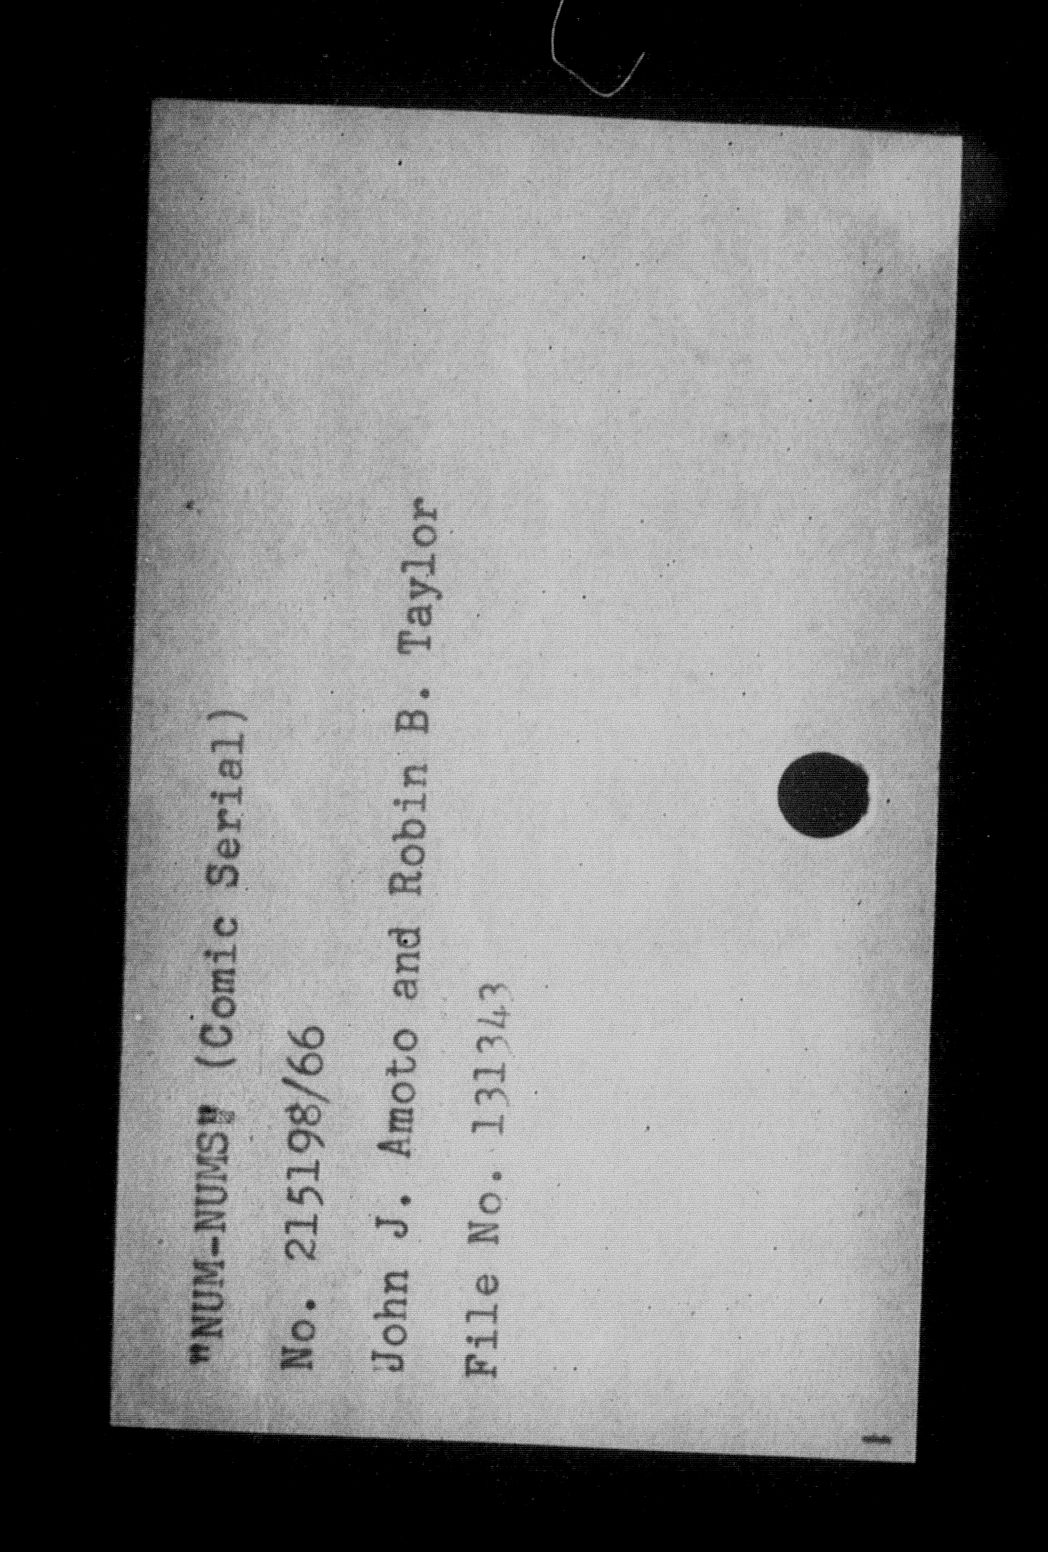 "NUM-NUMS" (Comic Serial)
No. 215198/66
John J. Amoto and Robin B. Taylor
File No. 131343